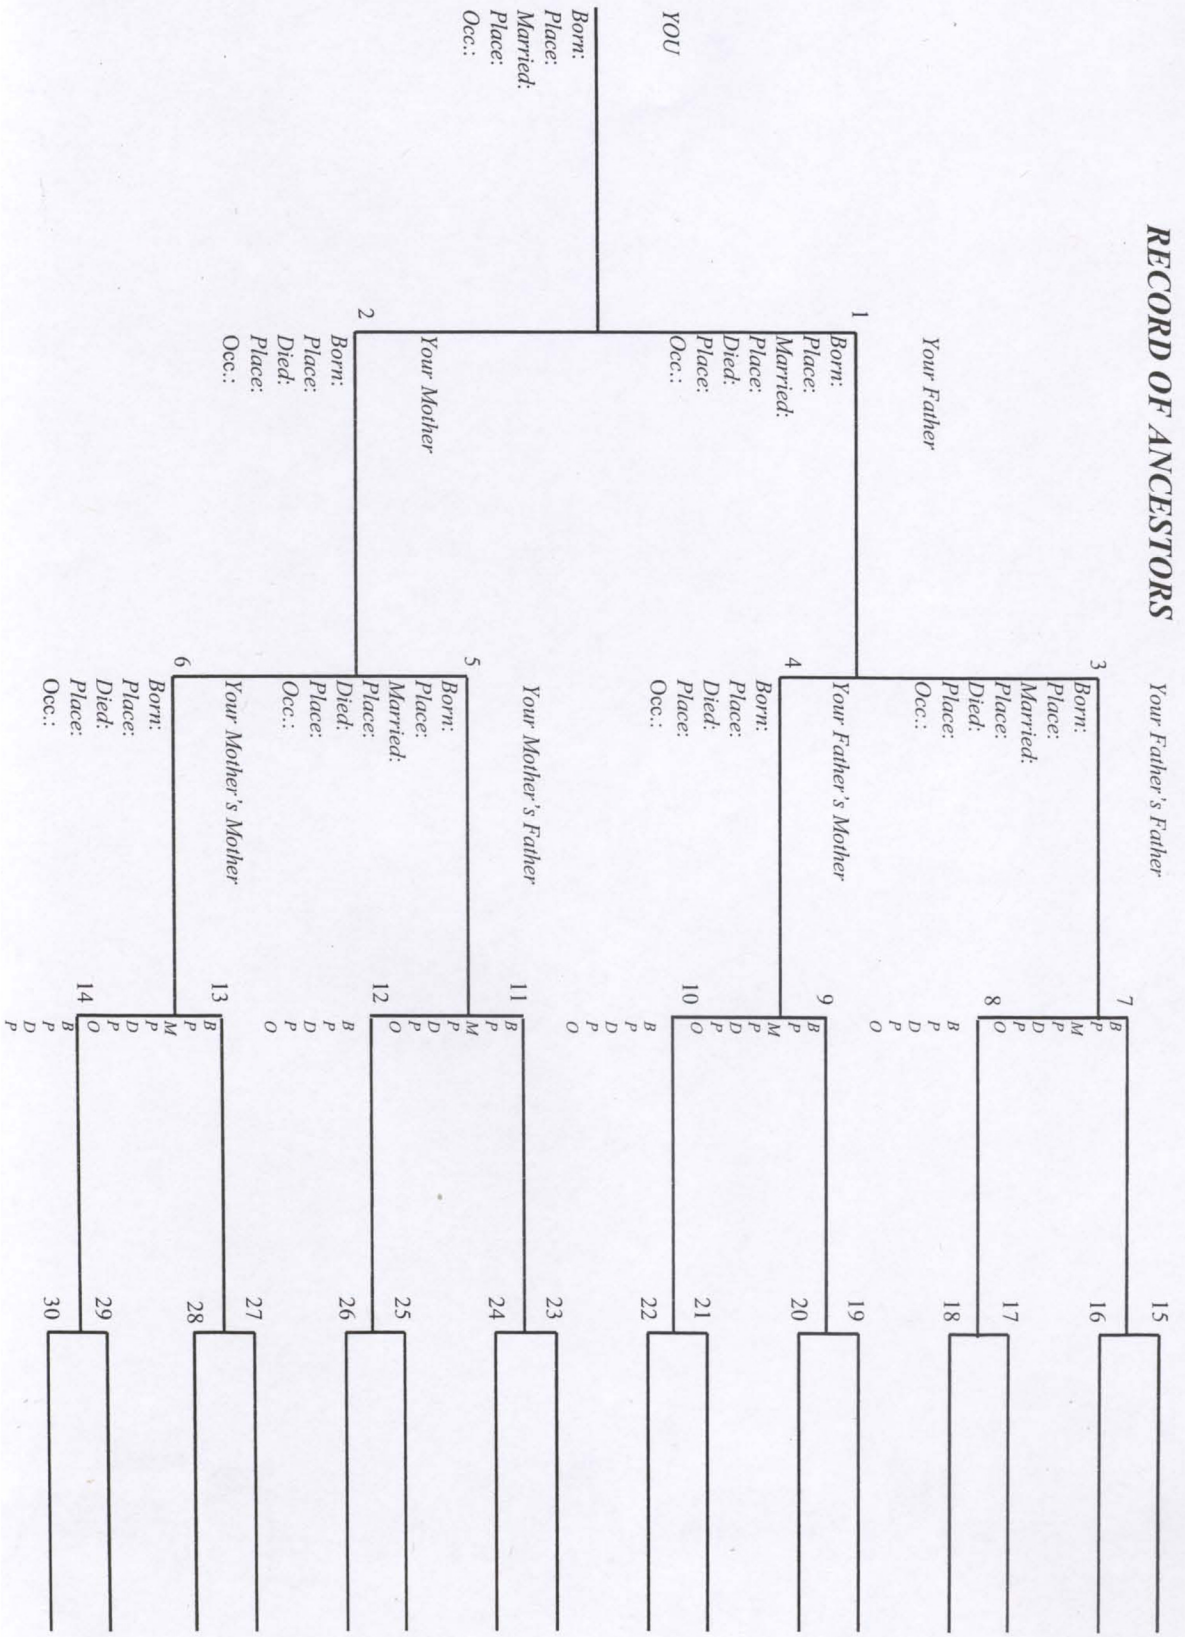 RECORD OF ANCESTORS
YOU
Born:
Place:
Married:
Place:
Occ.:
Your Father
1
Born:
Place:
Married:
Place:
Died:
Place:
Occ.:
Your Mother
2
Born:
Place:
Died:
Place:
Occ.:
Your Father's Father
3
Born:
Place:
Married:
Place:
Died:
Place:
Occ.:
Your Father's Mother
4
Born:
Place:
Died:
Place:
Occ.:
Your Mother's Father
5
Born:
Place:
Married:
Place:
Died:
Place:
Occ.:
Your Mother's Mother
6
Born:
Place:
Died:
Place:
Occ.:
7
B
P
M
P
D
P
O
8
B
P
D
P
O
9
B
P
M
P
D
P
O
10
B
P
D
P
O
11
B
P
M
P
D
P
O
12
B
P
D
P
O
13
B
P
M
P
D
P
O
14
B
P
D
P
15
16
17
18
19
20
21
22
23
24
25
26
27
28
29
30